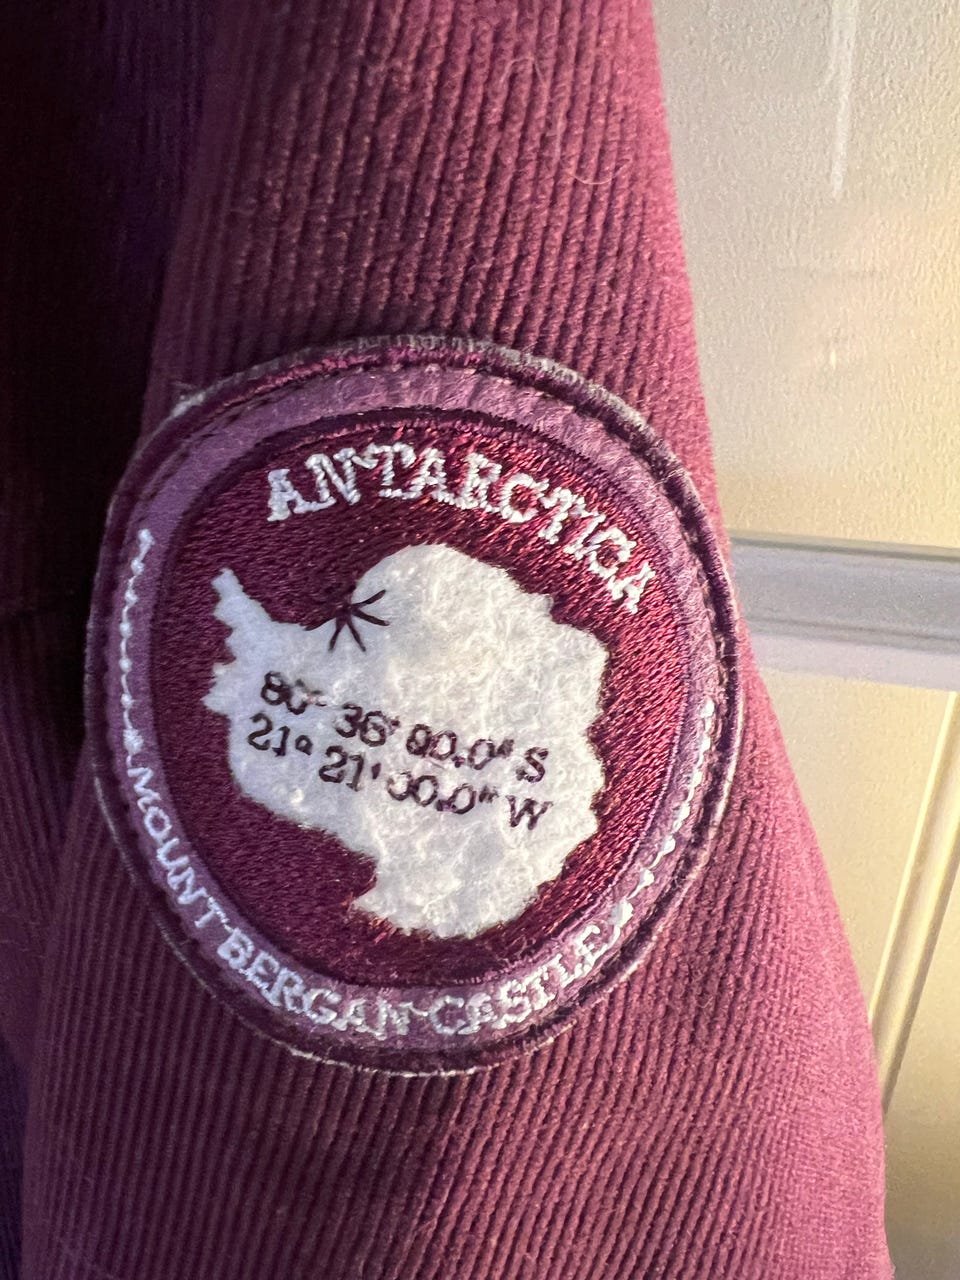 ANTARCTICA
80° 36' 00.0" S
21° 21' 00.0" W
MOUNT BERGAN CASTLE